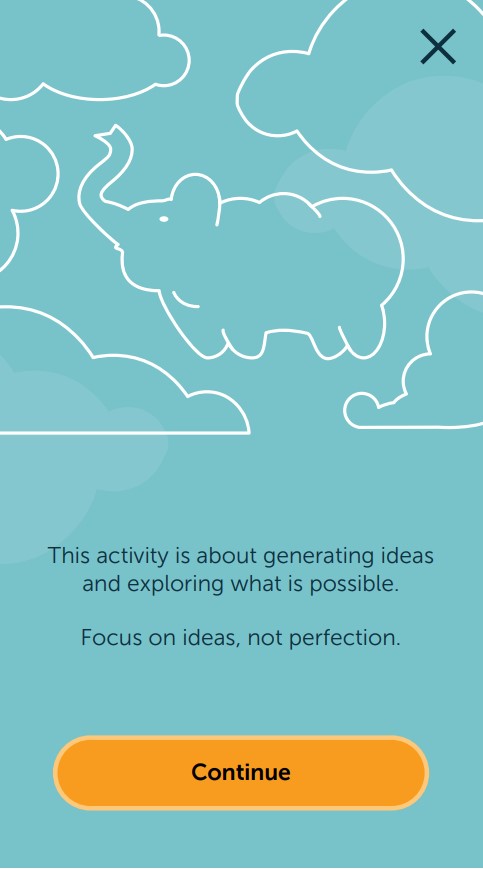 This activity is about generating ideas
and exploring what is possible.
Focus on ideas, not perfection.
Continue